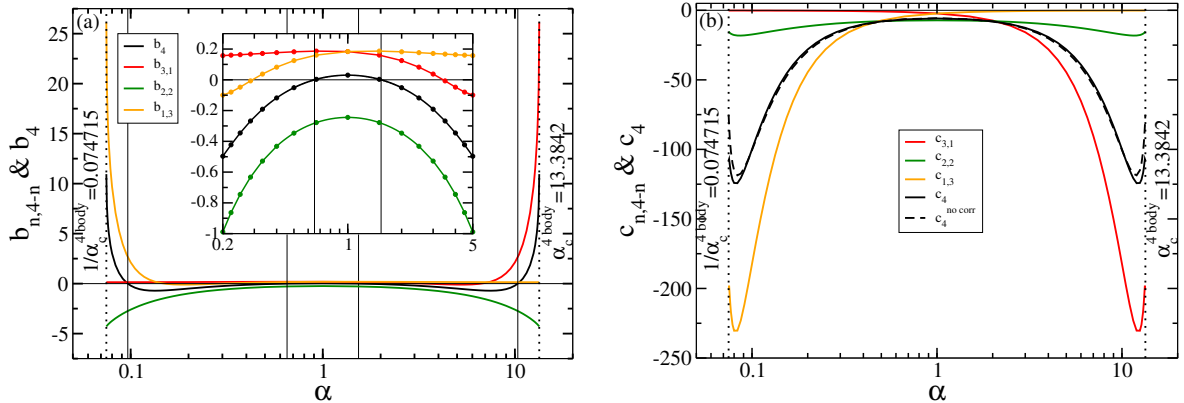 (a)
b_{n,4-n} & b_4
25
20
15
10
5
0
-5
0.1
1
10
α
b_4
b_{3,1}
b_{2,2}
b_{1,3}
0.2
0
-0.2
-0.4
-0.6
-0.8
-1
0.2
1
5
1/α_c^{4 body}=0.074715
α_c^{4 body}=13.3842
(b)
c_{n,4-n} & c_4
0
-50
-100
-150
-200
-250
0.1
1
10
α
c_{3,1}
c_{2,2}
c_{1,3}
c_4
c_4^{no corr}
1/α_c^{4 body}=0.074715
α_c^{4 body}=13.3842